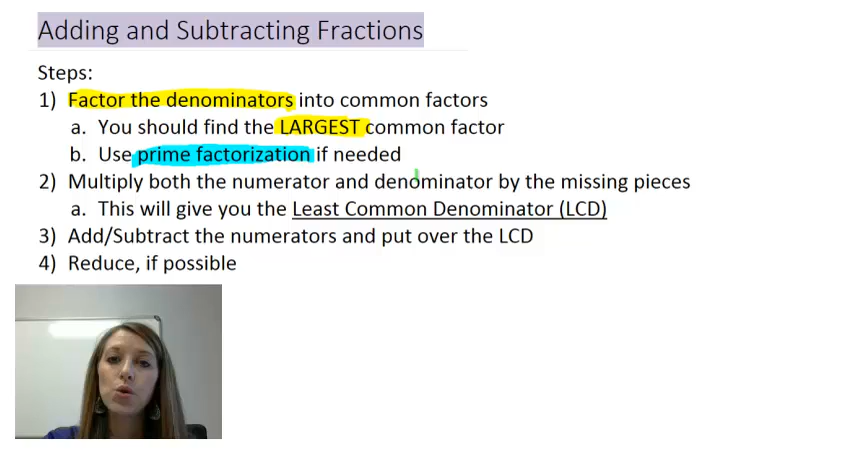 Adding and Subtracting Fractions
Steps:
1) Factor the denominators into common factors
a. You should find the LARGEST common factor
b. Use prime factorization if needed
2) Multiply both the numerator and denominator by the missing pieces
a. This will give you the Least Common Denominator (LCD)
3) Add/Subtract the numerators and put over the LCD
4) Reduce, if possible